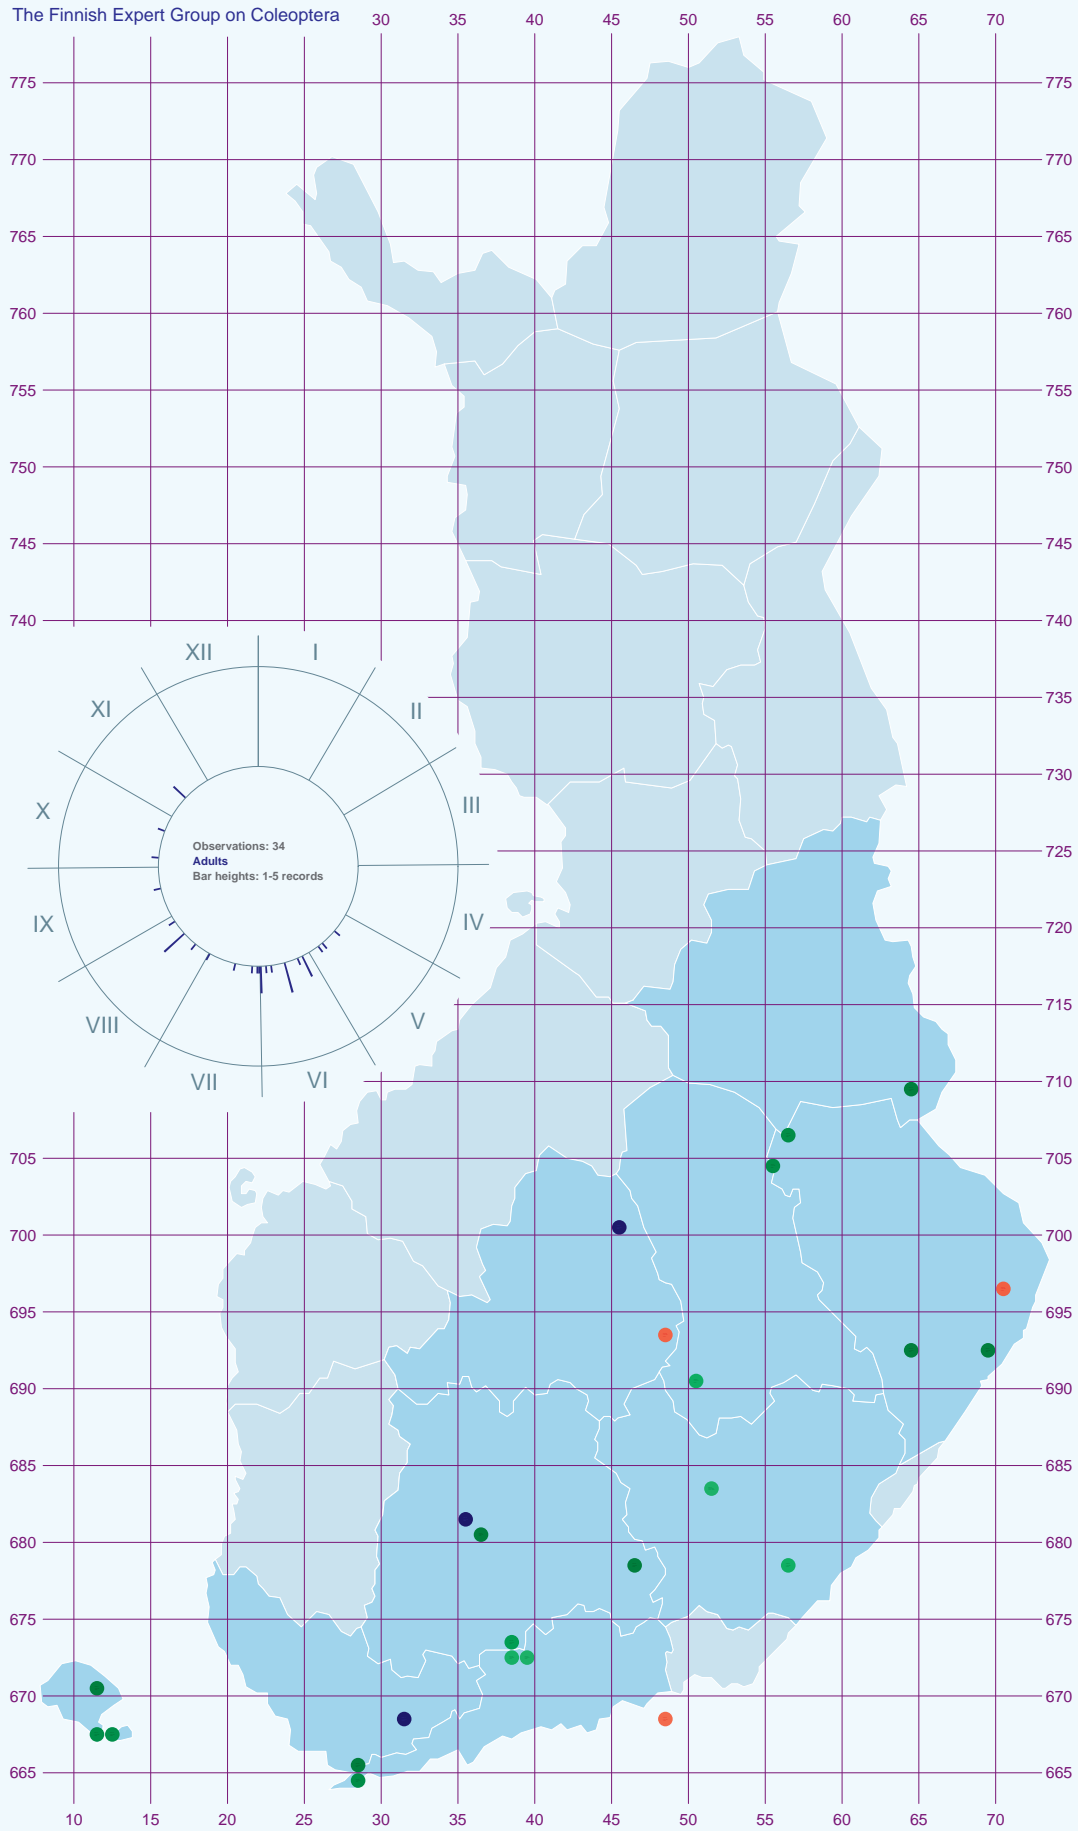 The Finnish Expert Group on Coleoptera
30 40 45 50 55 60 65 70
775 775
770 770
765 765
760 760
755 755
750 750
745 745
740 740
XII I
XI II
735
730
X III
725
Observations: 34
Adults
Bar heights: 1-5 records
IX IV
720
715
VIII V
VII VI
710
705 705
700 700
695 695
690 690
685 685
680 680
675 675
670 670
665 665
10 15 20 25 30 35 40 45 50 55 60 65 70